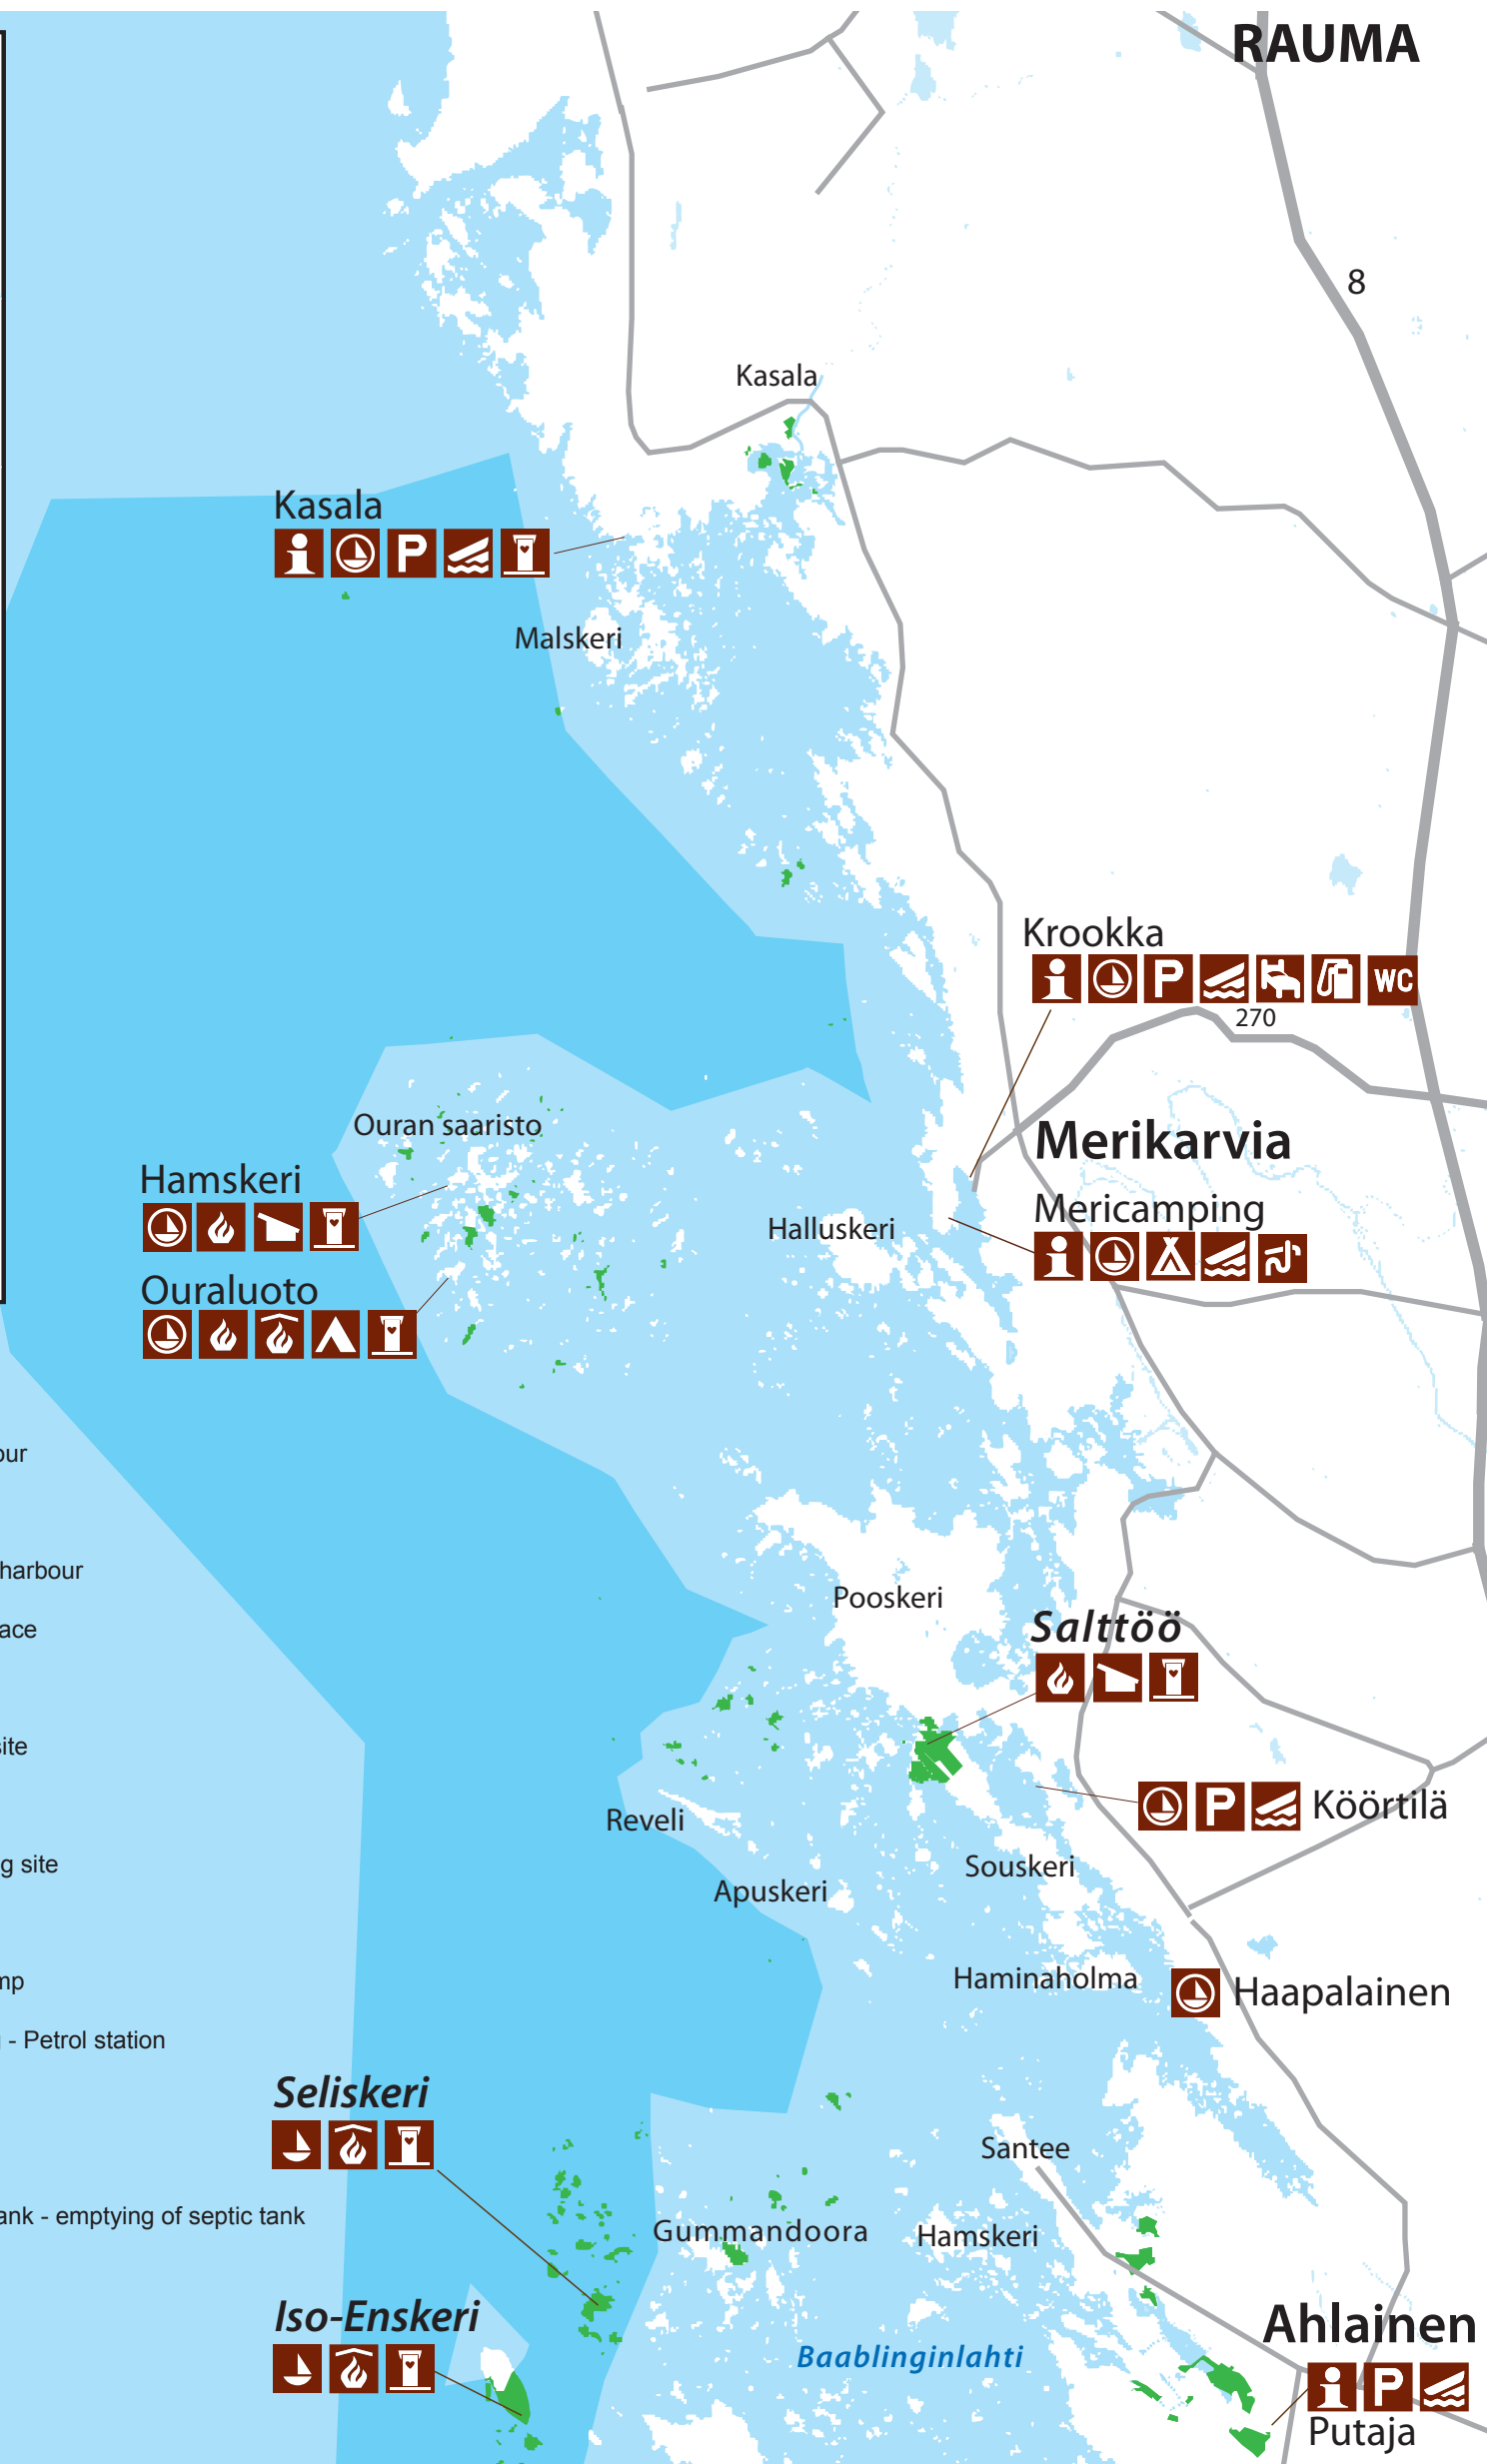 RAUMA
8
Kasala
Kasala
P
Malskeri
Krookka
P WC
270
Ouran saaristo
Merikarvia
Hamskeri
Mericamping
Halluskeri
Ouraluoto
our
harbour
Pooskeri
ace
Salttöö
site
P Köörtilä
Reveli
g site
Souskeri
Apuskeri
mp
Haminaholma
Haapalainen
g - Petrol station
Seliskeri
Santee
ank - emptying of septic tank
Gummandoora
Hamskeri
Iso-Enskeri
Ahlainen
Baablinginlahti
P
Putaja